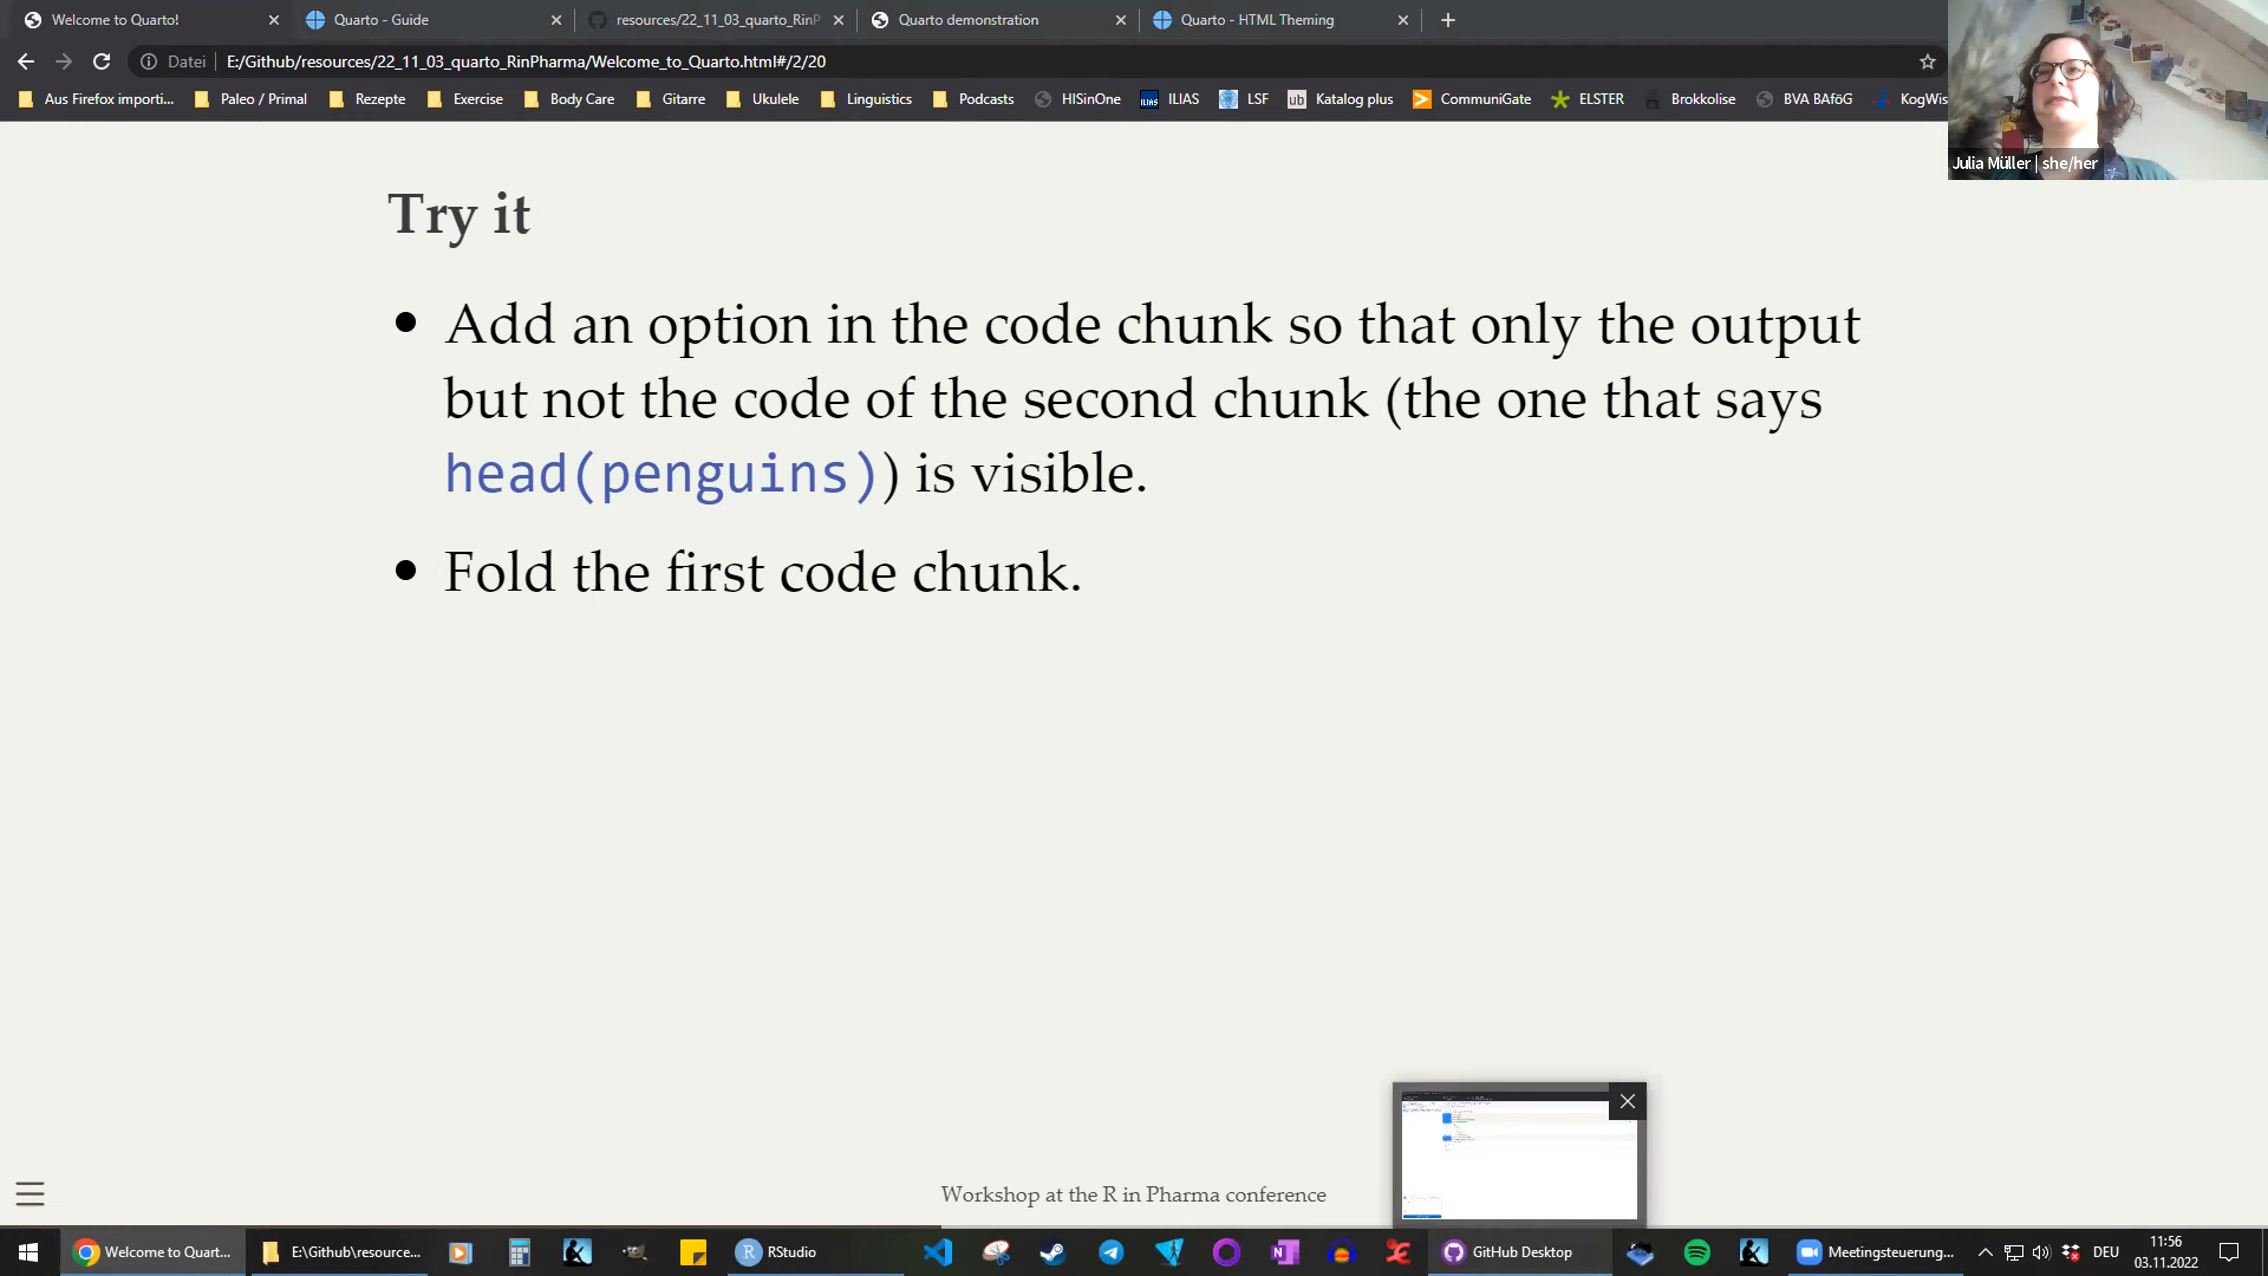 Welcome to Quarto!
Quarto - Guide
resources/22_11_03_quarto_RinP
Quarto demonstration
Quarto - HTML Theming
Datei
E:/Github/resources/22_11_03_quarto_RinPharma/Welcome_to_Quarto.html#/2/20
Aus Firefox importi... Paleo / Primal Rezepte Exercise Body Care Gitarre Ukulele Linguistics Podcasts HISinOne ILIAS LSF ub Katalog plus CommuniGate ELSTER Brokkolise BVA BAföG KogWis
Julia Müller | she/her
Try it
• Add an option in the code chunk so that only the output
but not the code of the second chunk (the one that says
head(penguins)) is visible.
• Fold the first code chunk.
Workshop at the R in Pharma conference
Welcome to Quart...
E:\Github\resource...
RStudio
GitHub Desktop
Meetingsteuerung...
DEU
11:56
03.11.2022